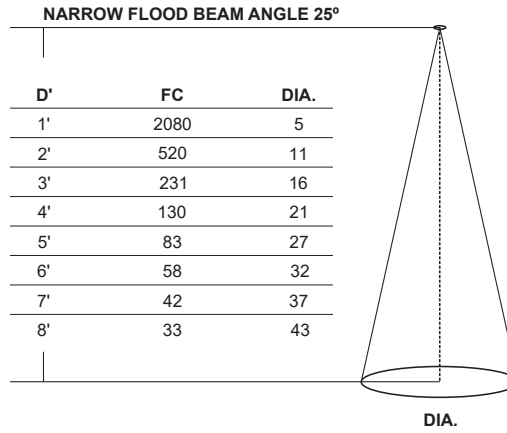 NARROW FLOOD BEAM ANGLE 25º
D' FC DIA.
1' 2080 5
2' 520 11
3' 231 16
4' 130 21
5' 83 27
6' 58 32
7' 42 37
8' 33 43
DIA.